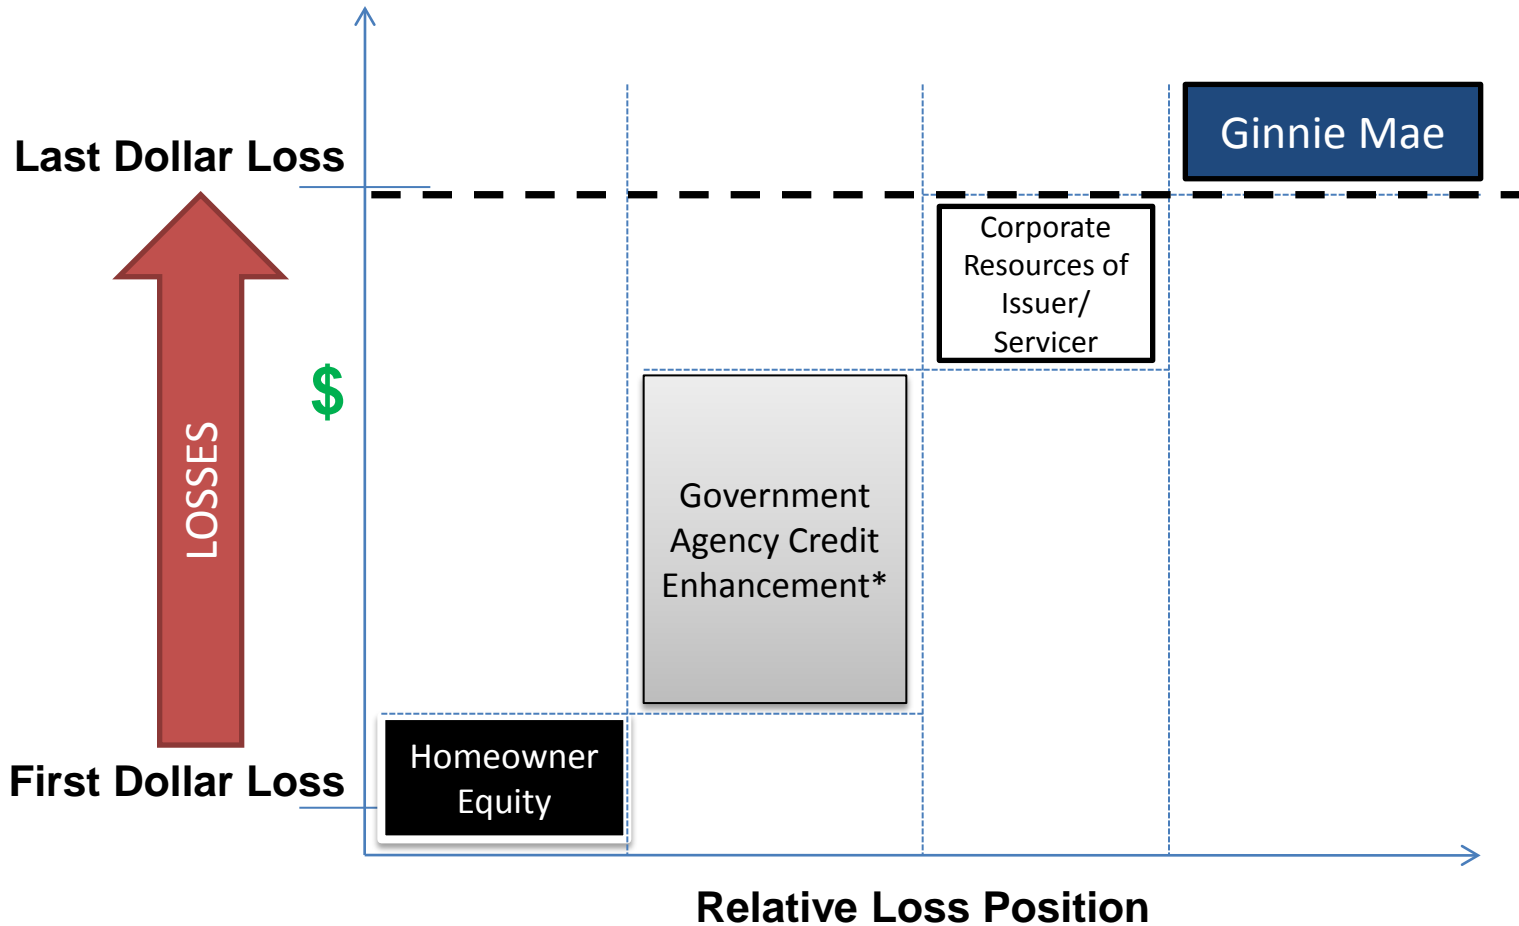 Ginnie Mae
Last Dollar Loss
Corporate
Resources of
Issuer/
Servicer
$
LOSSES
Government
Agency Credit
Enhancement*
Homeowner
Equity
First Dollar Loss
Relative Loss Position